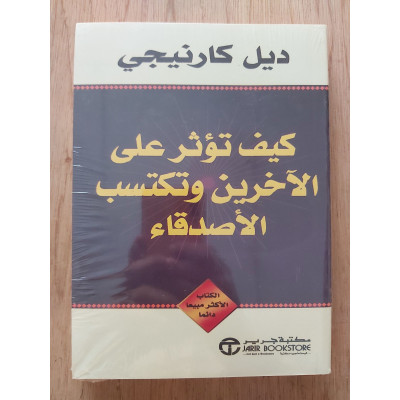 ديل كارنيجي
كيف تؤثر على
الآخرين وتكتسب
الأصدقاء
الكتاب
الأكثر مبيعا
دائما
مكتبة جرير
JARIR BOOKSTORE